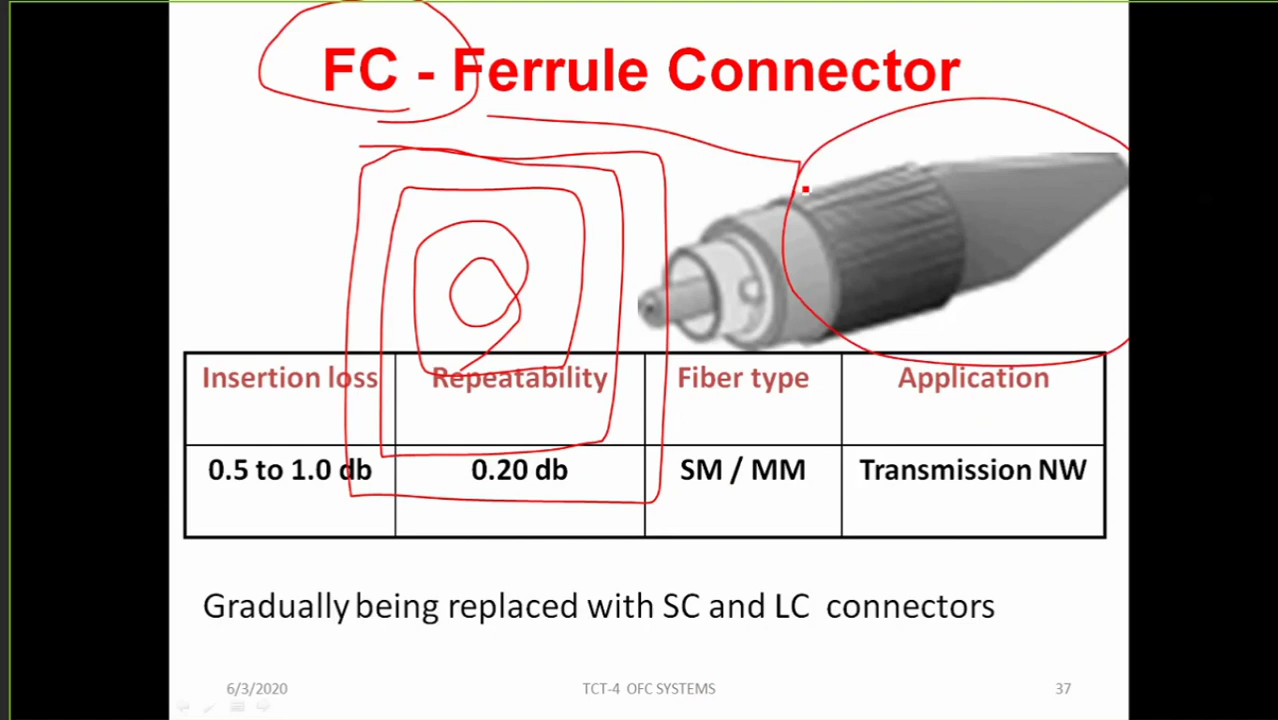 FC - Ferrule Connector
Insertion loss Repeatability Fiber type Application
0.5 to 1.0 db 0.20 db SM / MM Transmission NW
Gradually being replaced with SC and LC connectors
6/3/2020 TCT-4 OFC SYSTEMS 37